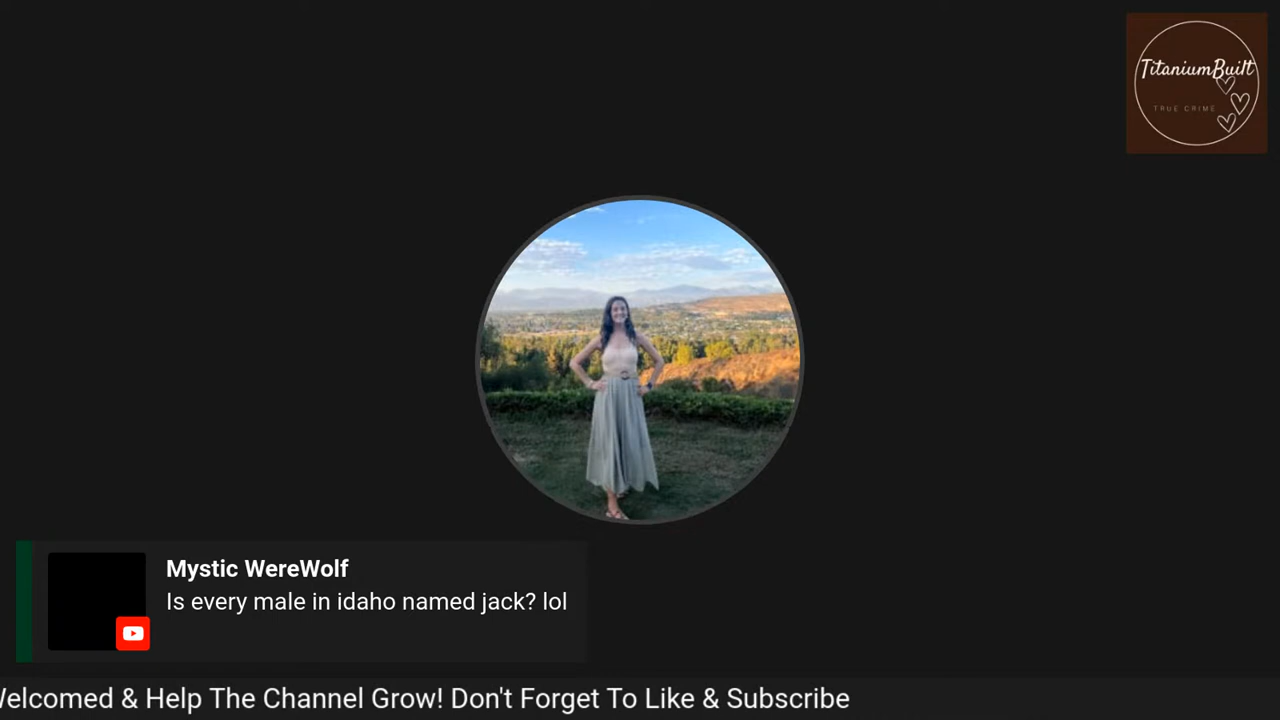 TitaniumBuilt
TRUE CRIME
Mystic WereWolf
Is every male in idaho named jack? lol
Welcomed & Help The Channel Grow! Don't Forget To Like & Subscribe